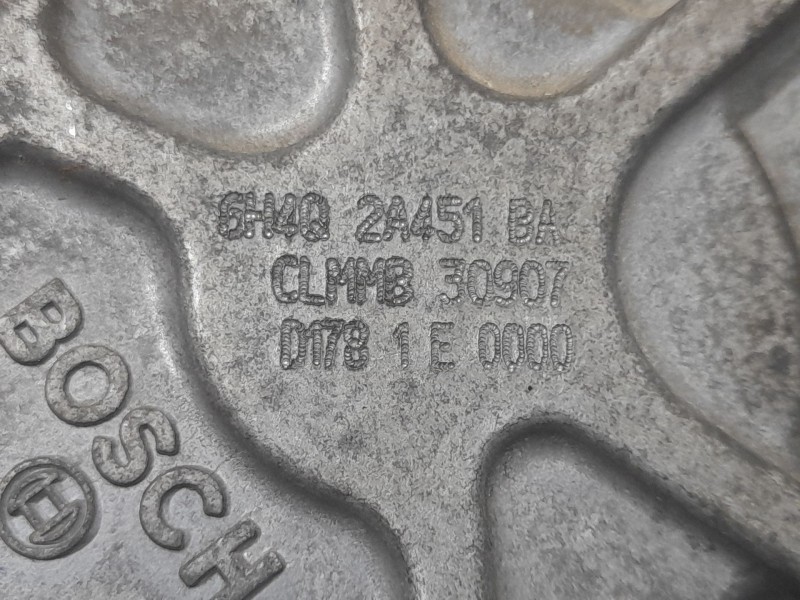 6H4Q 2A451 BA
CLMMB 30907
D178 1 E 0000
BOSCH